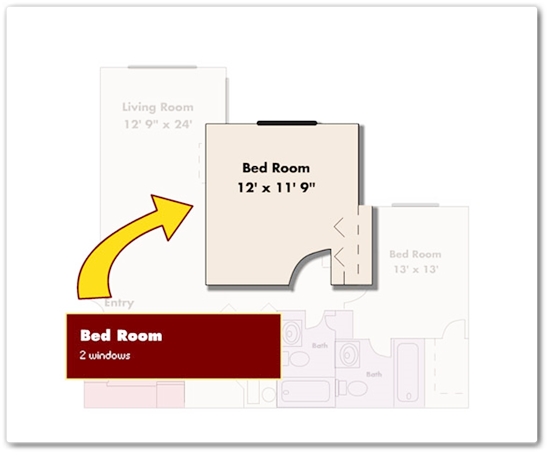 Living Room
12' 9" x 24'
Bed Room
12' x 11' 9"
Bed Room
13' x 13'
Entry
Bed Room
2 windows
Bath
Bath